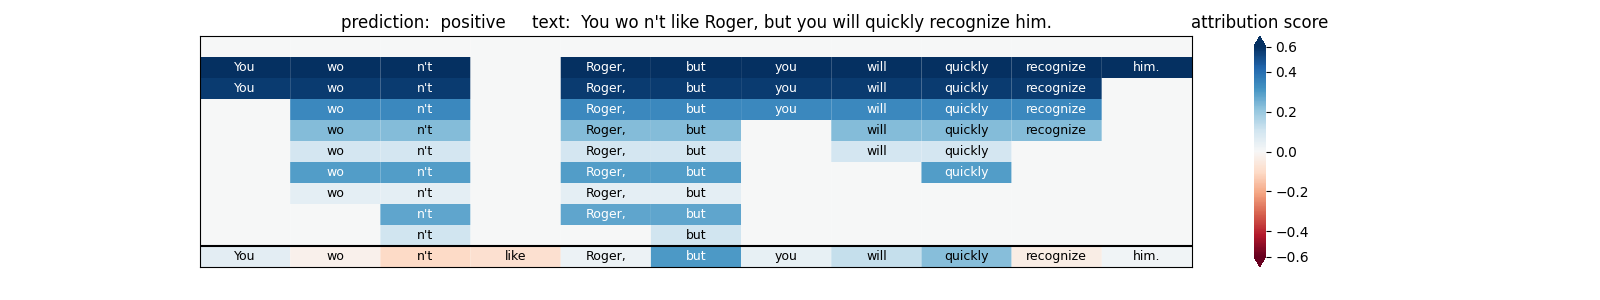 prediction: positive text: You wo n't like Roger, but you will quickly recognize him. attribution score
You wo n't Roger, but you will quickly recognize him.
You wo n't Roger, but you will quickly recognize
wo n't Roger, but you will quickly recognize
wo n't Roger, but will quickly recognize
wo n't Roger, but will quickly
wo n't Roger, but quickly
wo n't Roger, but
n't Roger, but
n't but
You wo n't like Roger, but you will quickly recognize him.
0.6
0.4
0.2
0.0
−0.2
−0.4
−0.6